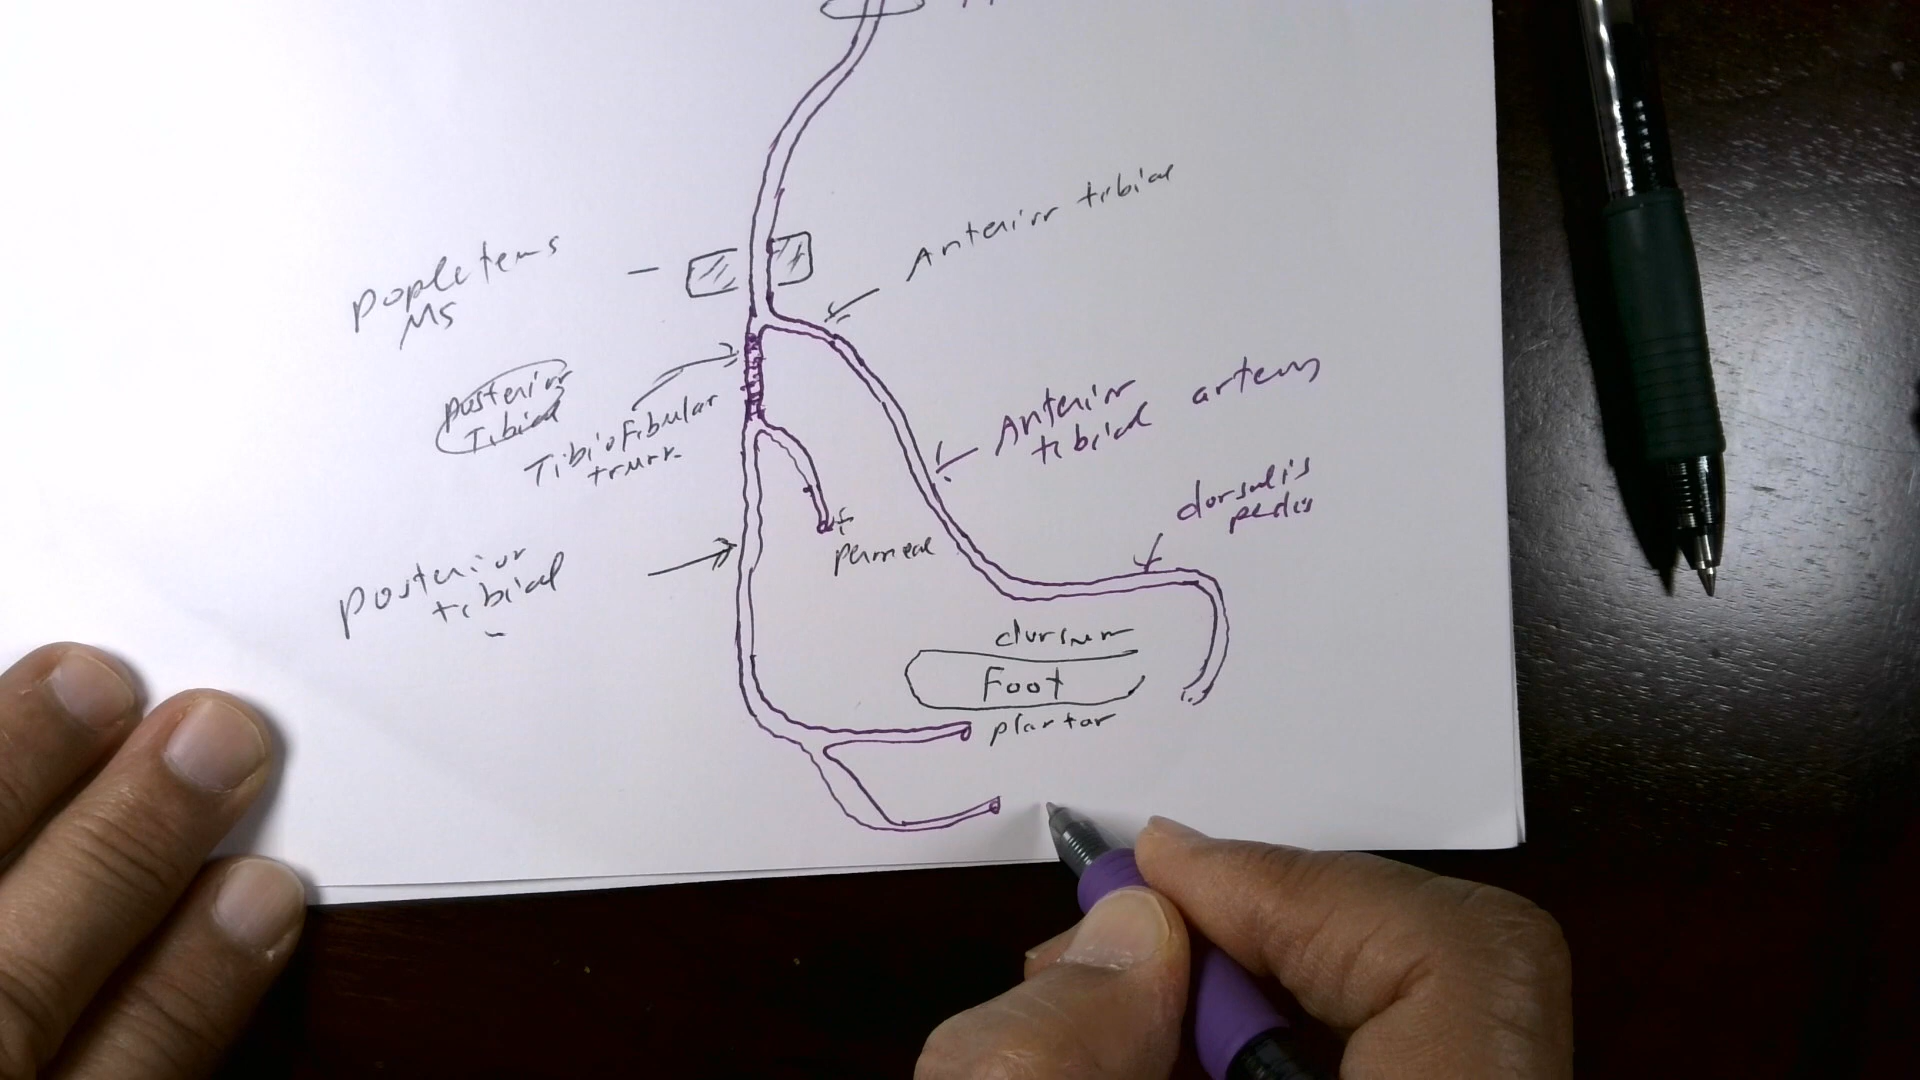 Anterior tibial
popleteus
MS
posterior
Tibial
TibioFibular
trunk
Anterior artery
tibial
dorsalis
pedis
posterior
tibial
peroneal
dorsum
Foot
plantar